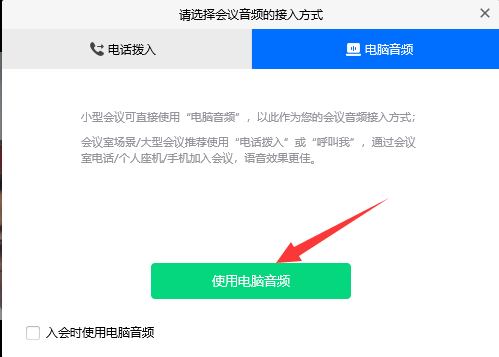 请选择会议音频的接入方式
电话拨入
电脑音频
小型会议可直接使用“电脑音频”，以此作为您的会议音频接入方式；
会议室场景/大型会议推荐使用“电话拨入”或“呼叫我”，通过会议
室电话/个人座机/手机加入会议，语音效果更佳。
使用电脑音频
入会时使用电脑音频